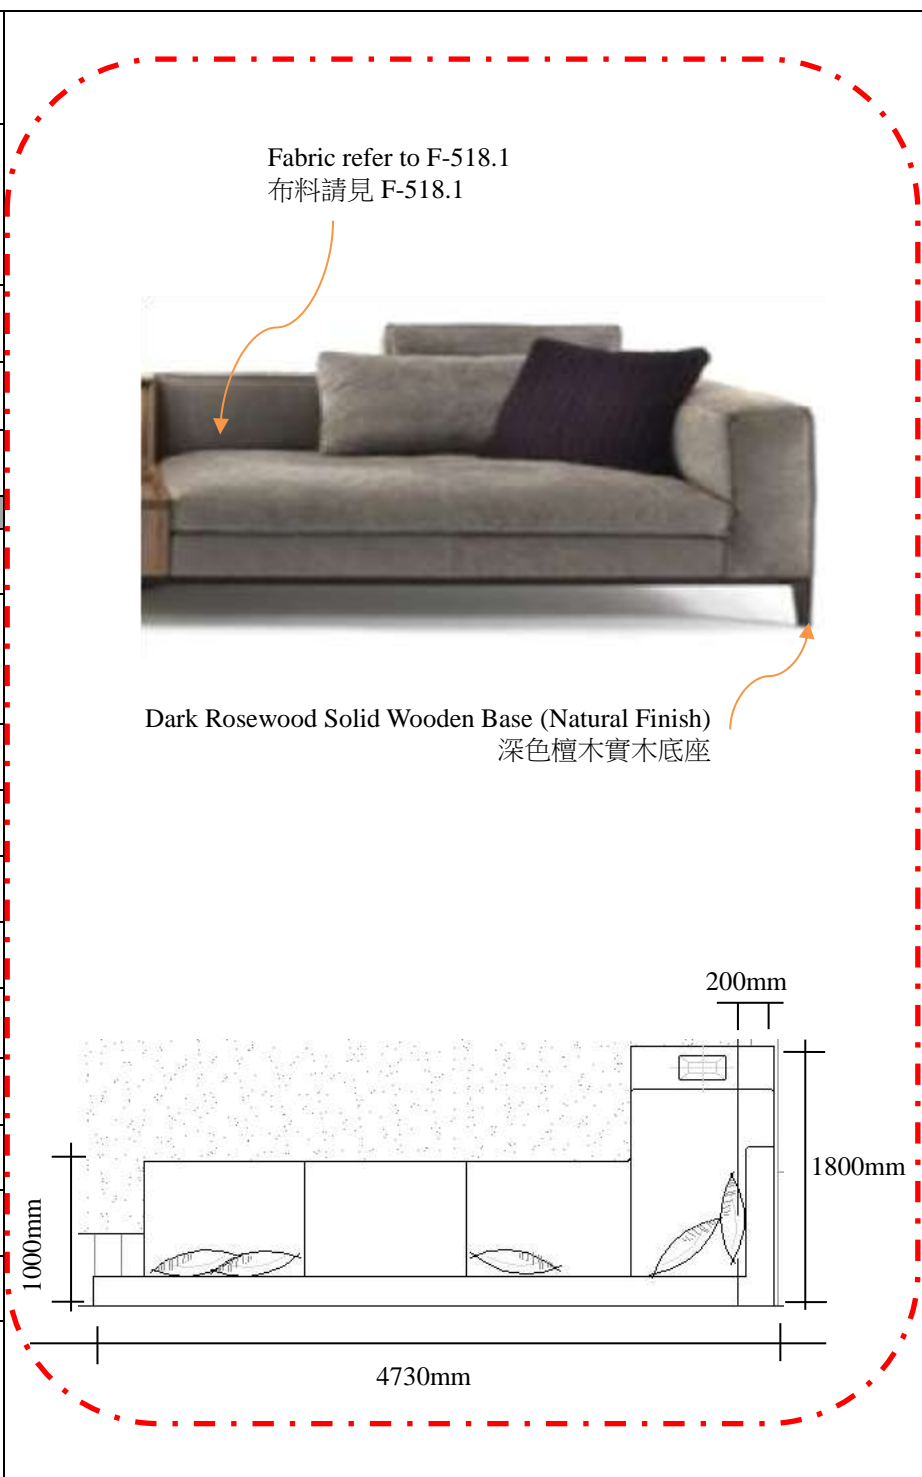 Fabric refer to F-518.1
布料請見 F-518.1
Dark Rosewood Solid Wooden Base (Natural Finish)
深色檀木實木底座
200mm
1800mm
1000mm
4730mm